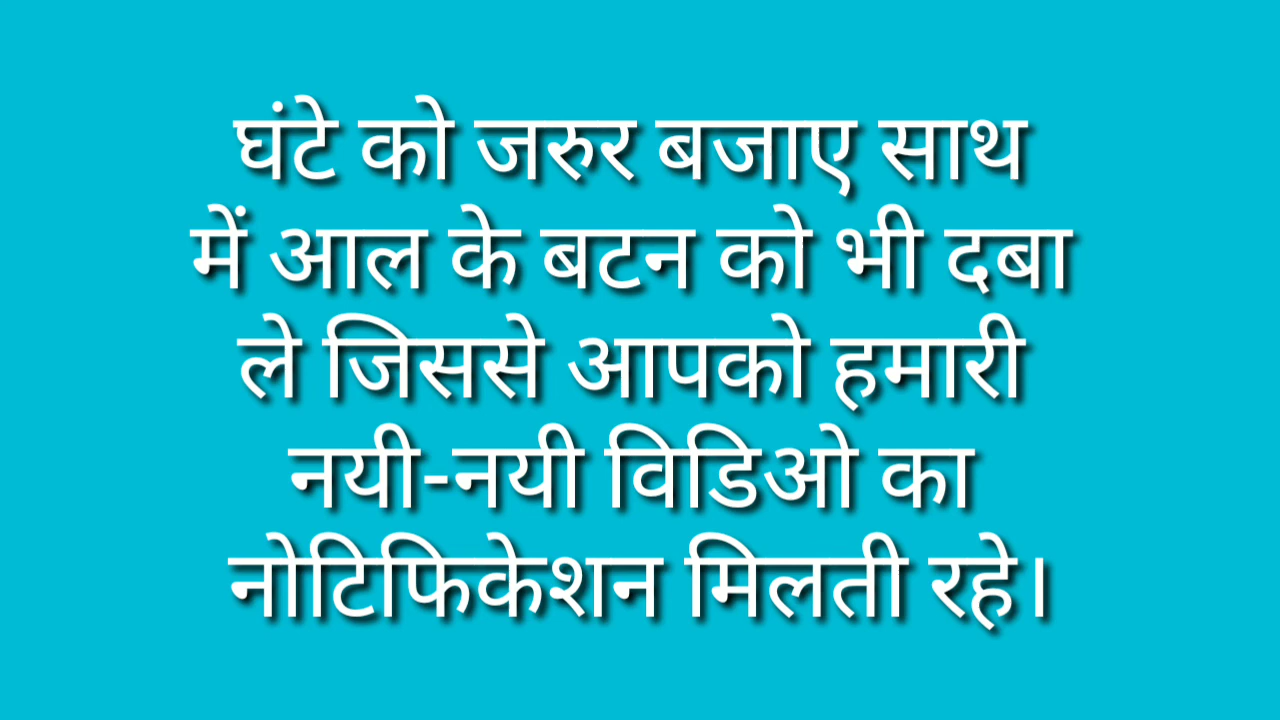 घंटे को जरुर बजाए साथ
में आल के बटन को भी दबा
ले जिससे आपको हमारी
नयी-नयी विडिओ का
नोटिफिकेशन मिलती रहे।